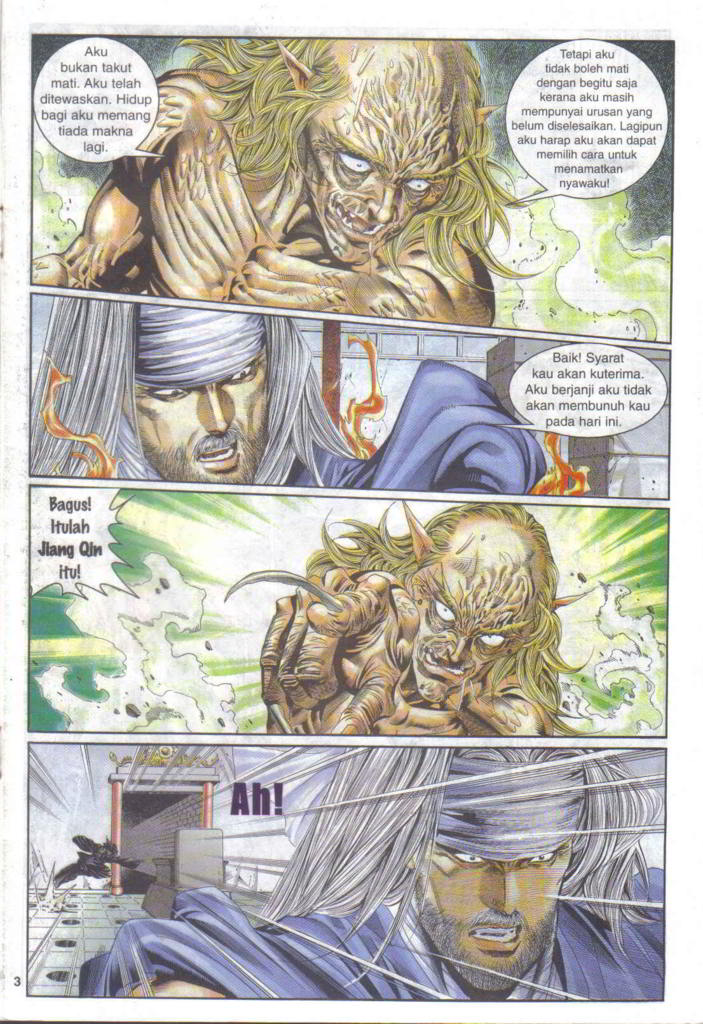 Aku
bukan takut
mati. Aku telah
ditewaskan. Hidup
bagi aku memang
tiada makna
lagi.
Tetapi aku
tidak boleh mati
dengan begitu saja
kerana aku masih
mempunyai urusan yang
belum diselesaikan. Lagipun
aku harap aku akan dapat
memilih cara untuk
menamatkan
nyawaku!
Baik! Syarat
kau akan kuterima.
Aku berjanji aku tidak
akan membunuh kau
pada hari ini.
Bagus!
Itulah
Jiang Qin
itu!
Ah!
3